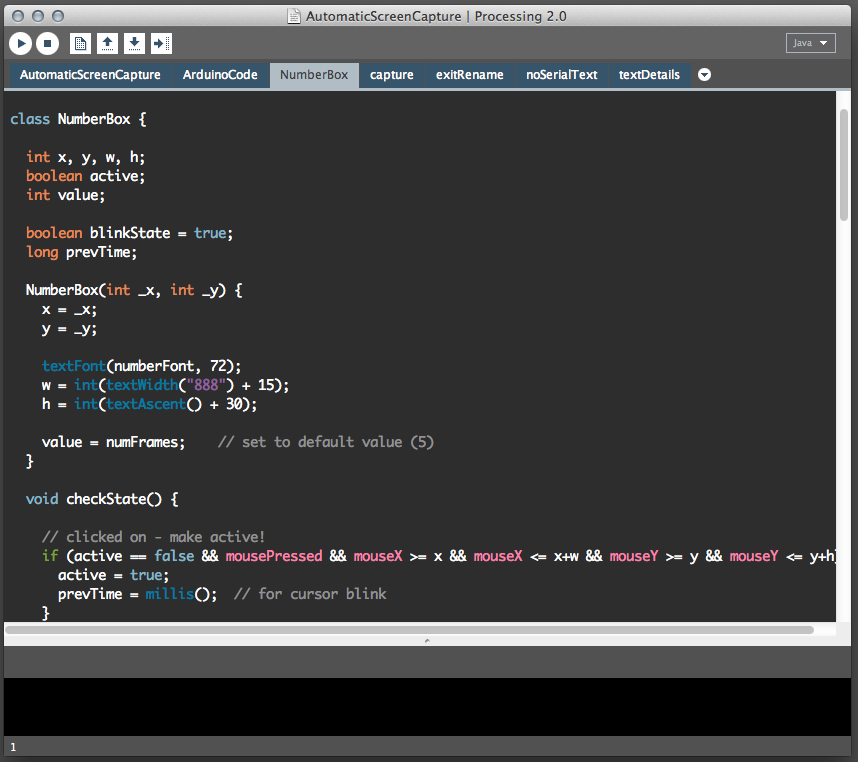 AutomaticScreenCapture | Processing 2.0
Java
AutomaticScreenCapture ArduinoCode NumberBox capture exitRename noSerialText textDetails
class NumberBox {
int x, y, w, h;
boolean active;
int value;
boolean blinkState = true;
long prevTime;
NumberBox(int _x, int _y) {
x = _x;
y = _y;
textFont(numberFont, 72);
w = int(textWidth("888") + 15);
h = int(textAscent() + 30);
value = numFrames; // set to default value (5)
}
void checkState() {
// clicked on - make active!
if (active == false && mousePressed && mouseX >= x && mouseX <= x+w && mouseY >= y && mouseY <= y+h)
active = true;
prevTime = millis(); // for cursor blink
}
1